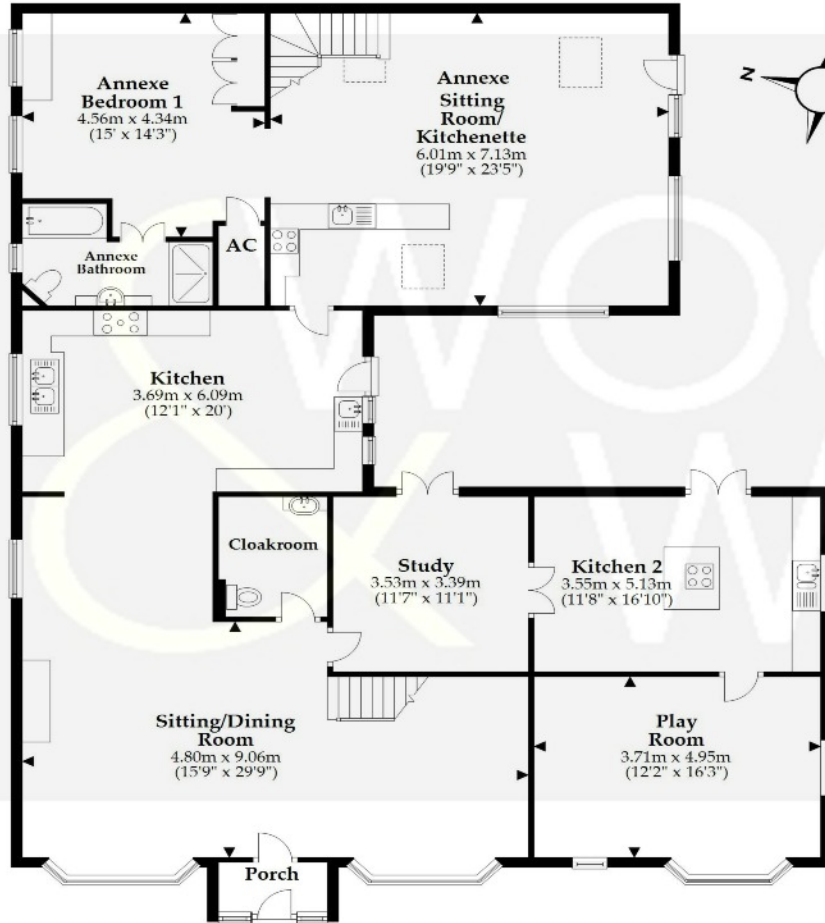 Annexe
Bedroom 1
4.56m x 4.34m
(15' x 14'3")
Annexe
Sitting
Room/
Kitchenette
6.01m x 7.13m
(19'9" x 23'5")
N
AC
Annexe
Bathroom
Kitchen
3.69m x 6.09m
(12'1" x 20')
Cloakroom
Study
3.53m x 3.39m
(11'7" x 11'1")
Kitchen 2
3.55m x 5.13m
(11'8" x 16'10")
Sitting/Dining
Room
4.80m x 9.06m
(15'9" x 29'9")
Play
Room
3.71m x 4.95m
(12'2" x 16'3")
Porch
& WO
W